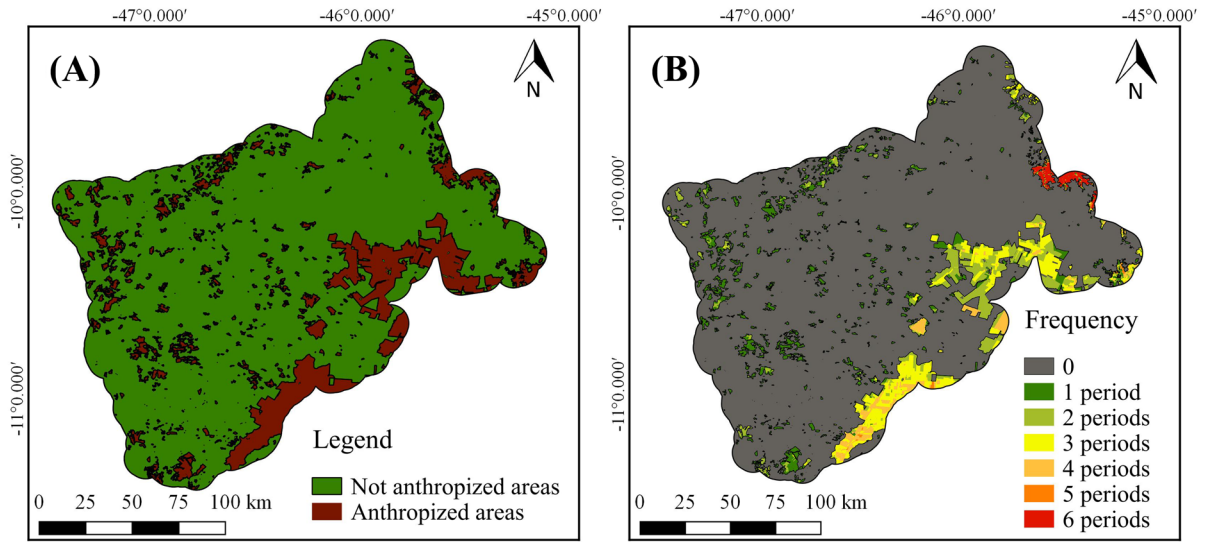 -47°0.000′ -46°0.000′ -45°0.000′
(A)
N
-10°0.000′
-11°0.000′
Legend
Not anthropized areas
Anthropized areas
0 25 50 75 100 km
-47°0.000′ -46°0.000′ -45°0.000′
(B)
N
-10°0.000′
-11°0.000′
Frequency
0
1 period
2 periods
3 periods
4 periods
5 periods
6 periods
0 25 50 75 100 km